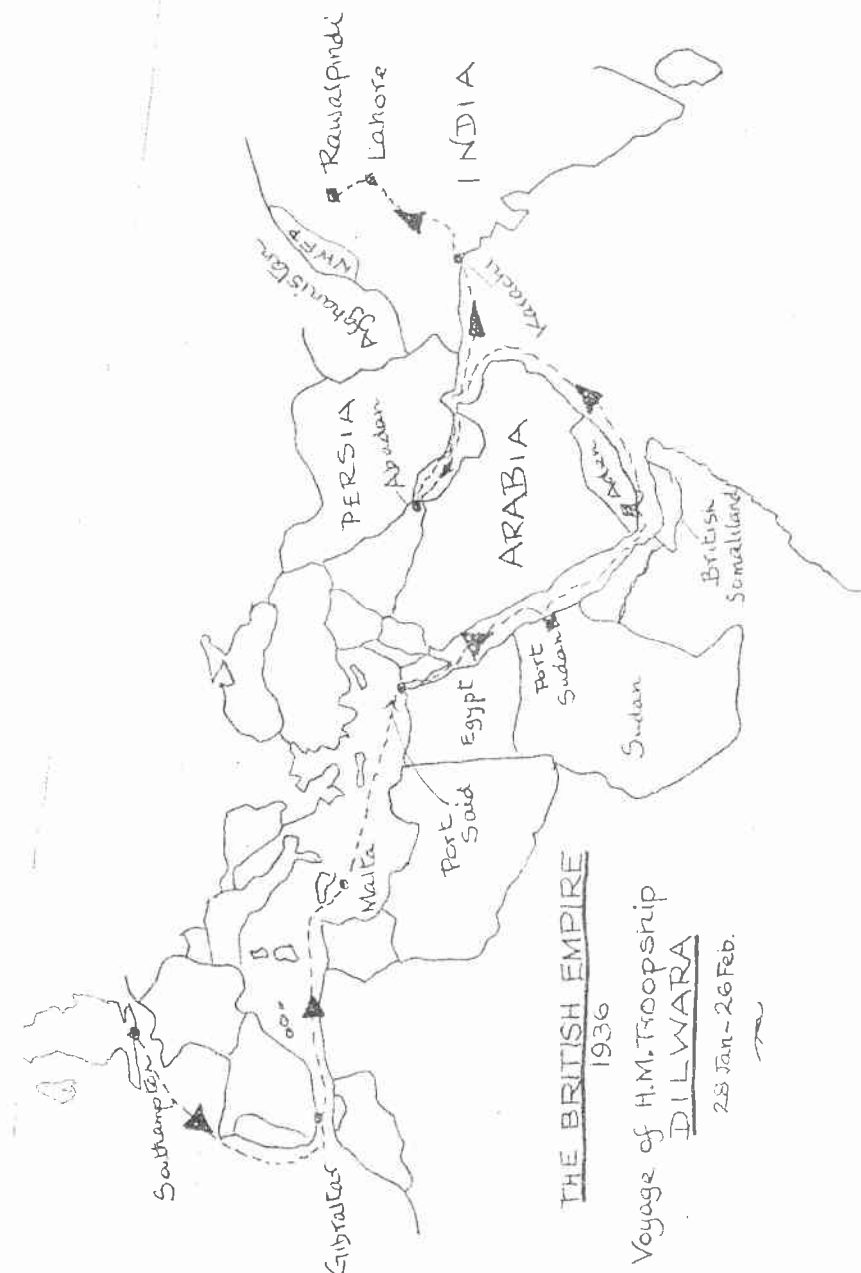 Southampton
Gibraltar
Malta
Port
Said
Egypt
Port
Sudan
Sudan
British
Somaliland
Aden
ARABIA
PERSIA
Abadan
Afghanistan
NWFP
Karachi
Rawalpindi
Lahore
INDIA
THE BRITISH EMPIRE
1936
Voyage of H.M. Troopship
DILWARA
28 Jan - 26 Feb.